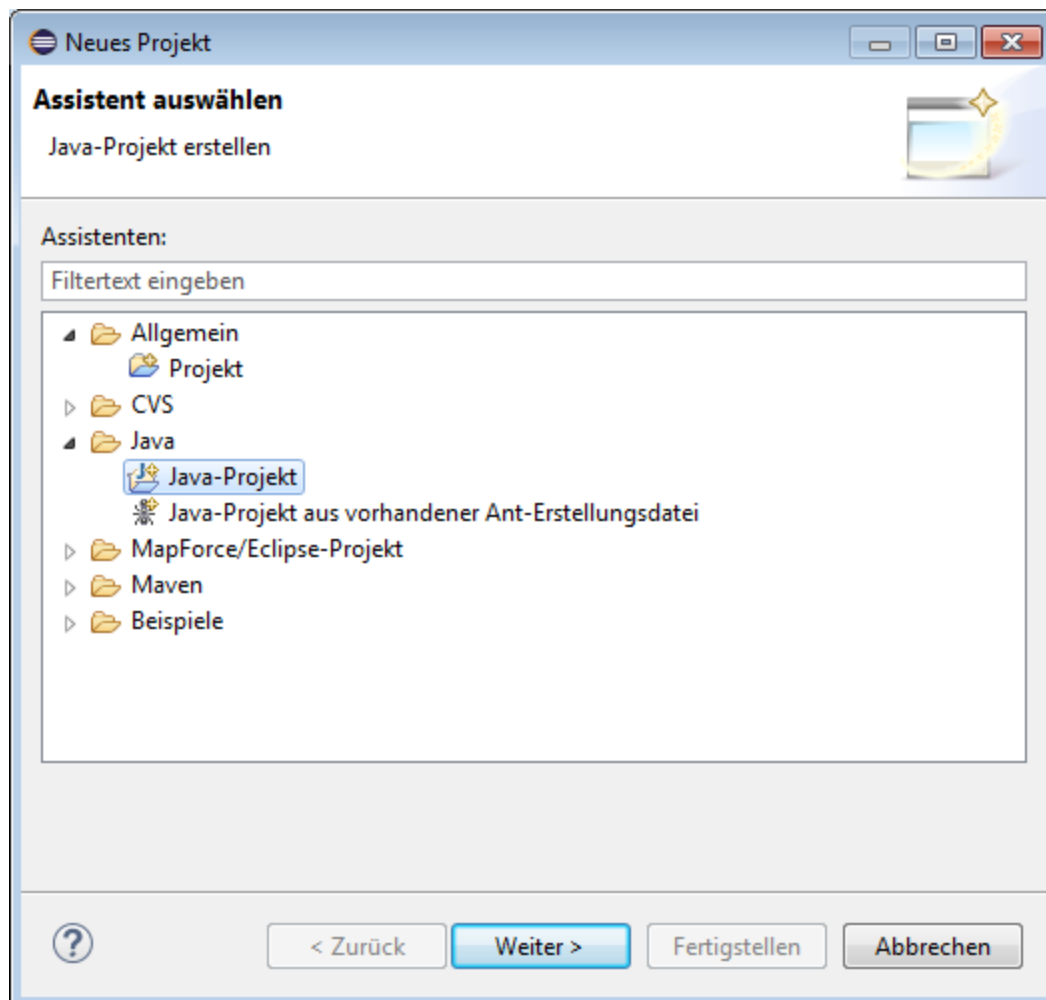 Neues Projekt
Assistent auswählen
Java-Projekt erstellen
Assistenten:
Filtertext eingeben
Allgemein
Projekt
CVS
Java
Java-Projekt
Java-Projekt aus vorhandener Ant-Erstellungsdatei
MapForce/Eclipse-Projekt
Maven
Beispiele
< Zurück Weiter > Fertigstellen Abbrechen